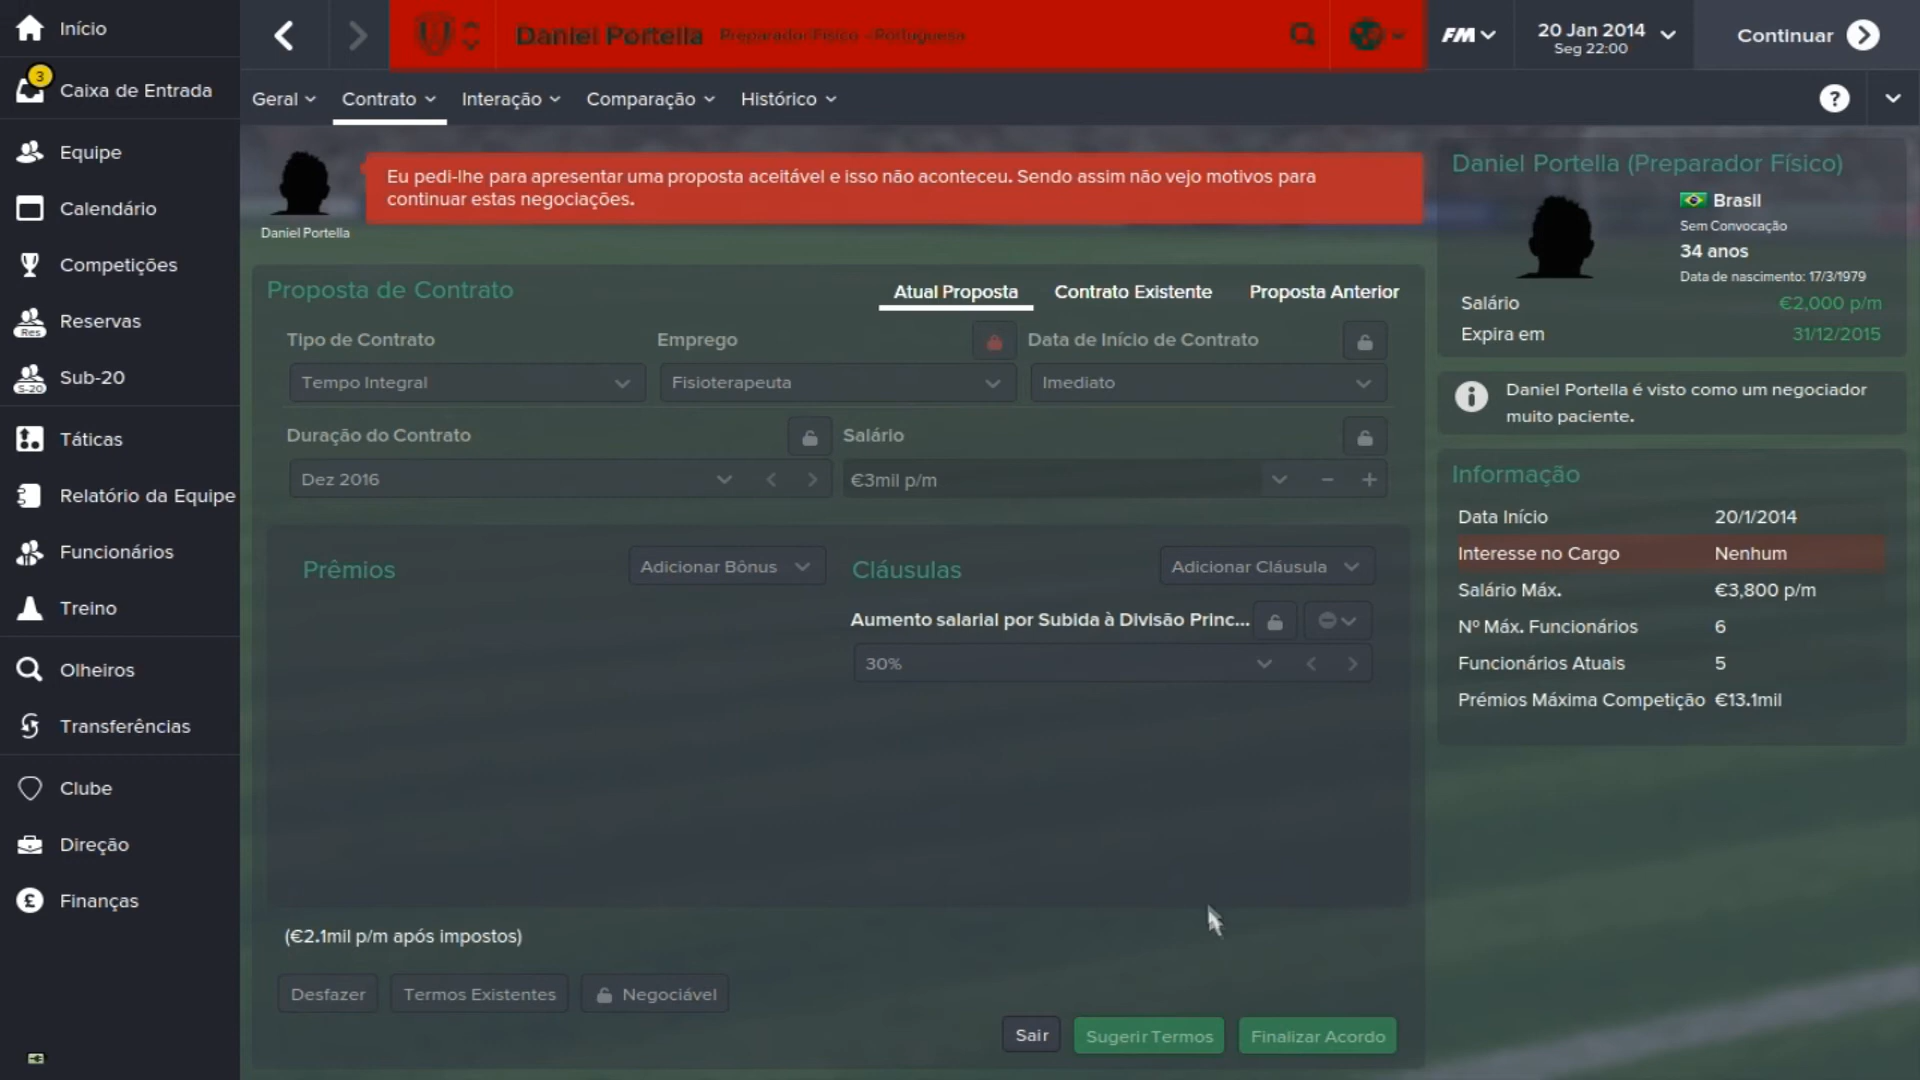 Início
3
Caixa de Entrada
Equipe
Calendário
Competições
Res
Reservas
S-20
Sub-20
Táticas
Relatório da Equipe
Funcionários
Treino
Olheiros
Transferências
Clube
Direção
£
Finanças
Daniel Portella Preparador Físico - Portuguesa
FM
20 Jan 2014
Seg 22:00
Continuar
Geral Contrato Interação Comparação Histórico
?
Daniel Portella
Eu pedi-lhe para apresentar uma proposta aceitável e isso não aconteceu. Sendo assim não vejo motivos para
continuar estas negociações.
Proposta de Contrato
Atual Proposta Contrato Existente Proposta Anterior
Tipo de Contrato Emprego Data de Início de Contrato
Tempo Integral Fisioterapeuta Imediato
Duração do Contrato Salário
Dez 2016 €3mil p/m
Prêmios Adicionar Bônus Cláusulas Adicionar Cláusula
Aumento salarial por Subida à Divisão Princ...
30%
(€2.1mil p/m após impostos)
Desfazer Termos Existentes Negociável
Sair Sugerir Termos Finalizar Acordo
Daniel Portella (Preparador Físico)
Brasil
Sem Convocação
34 anos
Data de nascimento: 17/3/1979
Salário €2,000 p/m
Expira em 31/12/2015
Daniel Portella é visto como um negociador
muito paciente.
Informação
Data Início 20/1/2014
Interesse no Cargo Nenhum
Salário Máx. €3,800 p/m
Nº Máx. Funcionários 6
Funcionários Atuais 5
Prémios Máxima Competição €13.1mil